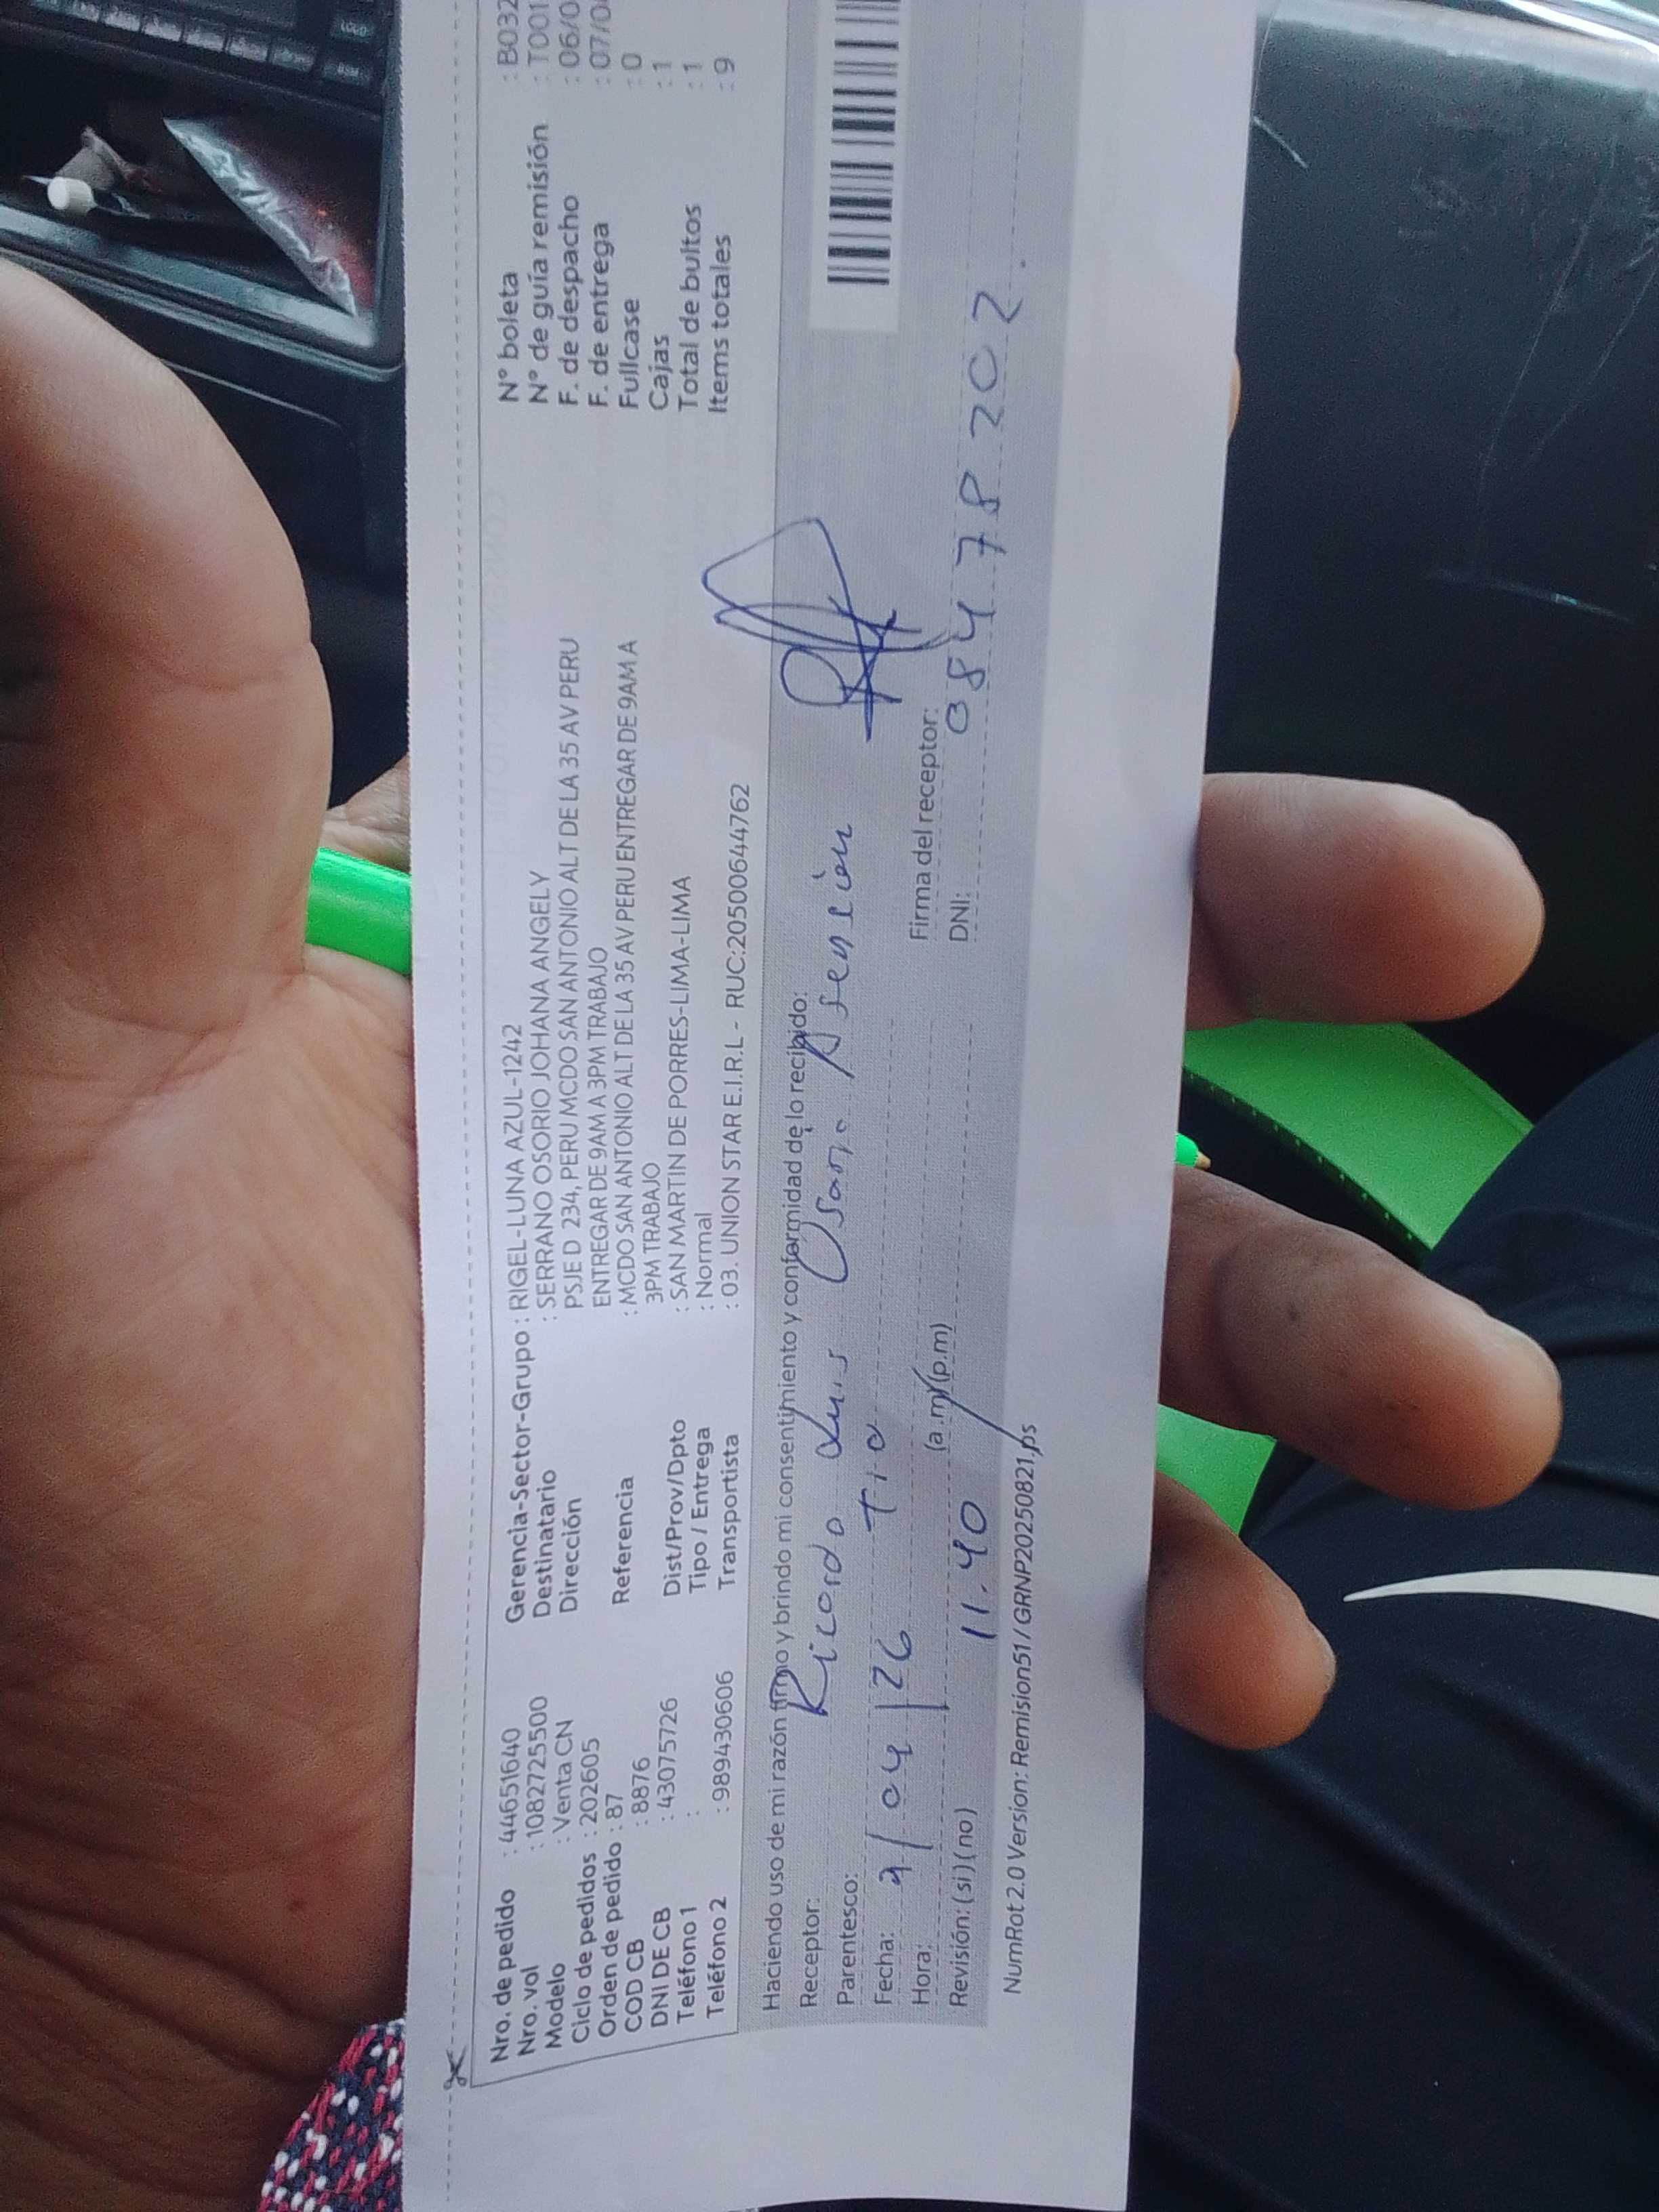 Nro. de pedido : 44651640
Nro. vol : 1082725500
Modelo : Venta CN
Ciclo de pedidos : 202605
Orden de pedido : 87
COD CB : 8876
DNI DE CB : 43075726
Teléfono 1 :
Teléfono 2 : 989430606
Gerencia-Sector-Grupo : RIGEL-LUNA AZUL-1242
Destinatario : SERRANO OSORIO JOHANA ANGELY
Dirección PSJE D 234, PERU MCDO SAN ANTONIO ALT DE LA 35 AV PERU
ENTREGAR DE 9AM A 3PM TRABAJO
Referencia : MCDO SAN ANTONIO ALT DE LA 35 AV PERU ENTREGAR DE 9AM A
3PM TRABAJO
Dist/Prov/Dpto : SAN MARTIN DE PORRES-LIMA-LIMA
Tipo / Entrega : Normal
Transportista : 03. UNION STAR E.I.R.L - RUC:20500644762
N° boleta : B032
N° de guía remisión : T001
F. de despacho : 06/0
F. de entrega : 07/0
Fullcase : 0
Cajas : 1
Total de bultos : 1
Items totales : 9
Haciendo uso de mi razón firmo y brindo mi consentimiento y conformidad de lo recibido:
Receptor: Ricardo Luis Osorio
Parentesco: Tio
Fecha: /04/26
Hora: 11.40 (a.m)/(p.m)
Revisión: (si) (no)
Firma del receptor:
DNI: 08478202
NumRot 2.0 Version: Remision51 / GRNP20250821.ps